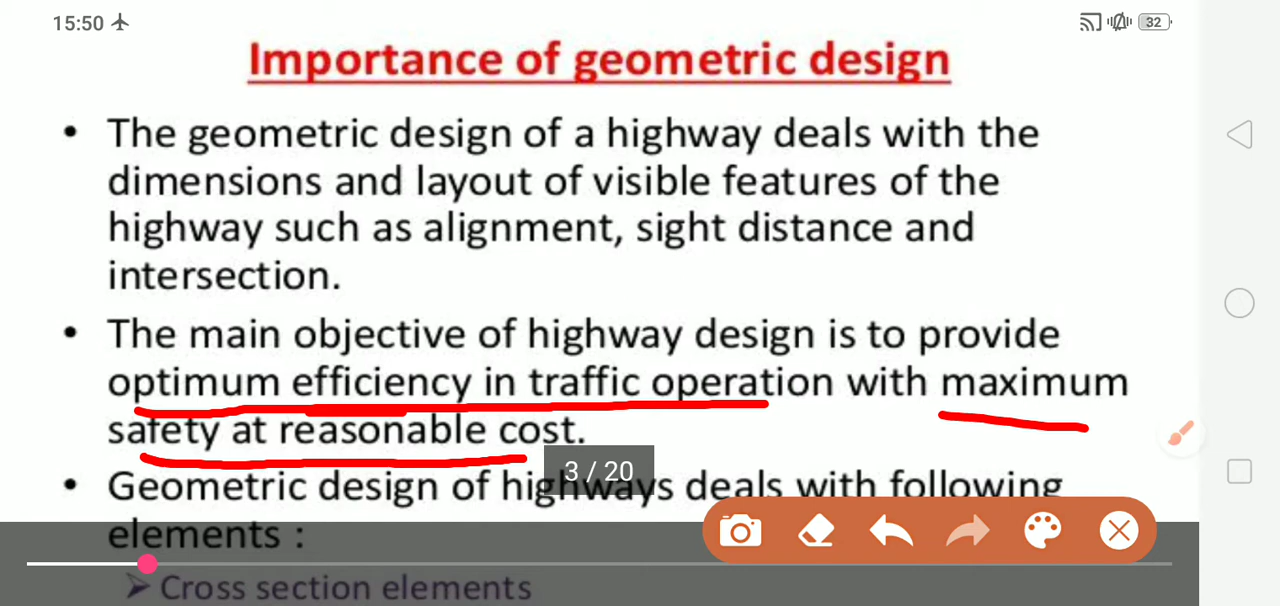 15:50
32
Importance of geometric design
• The geometric design of a highway deals with the
dimensions and layout of visible features of the
highway such as alignment, sight distance and
intersection.
• The main objective of highway design is to provide
optimum efficiency in traffic operation with maximum
safety at reasonable cost.
3 / 20
• Geometric design of highways deals with following
elements :
➢ Cross section elements